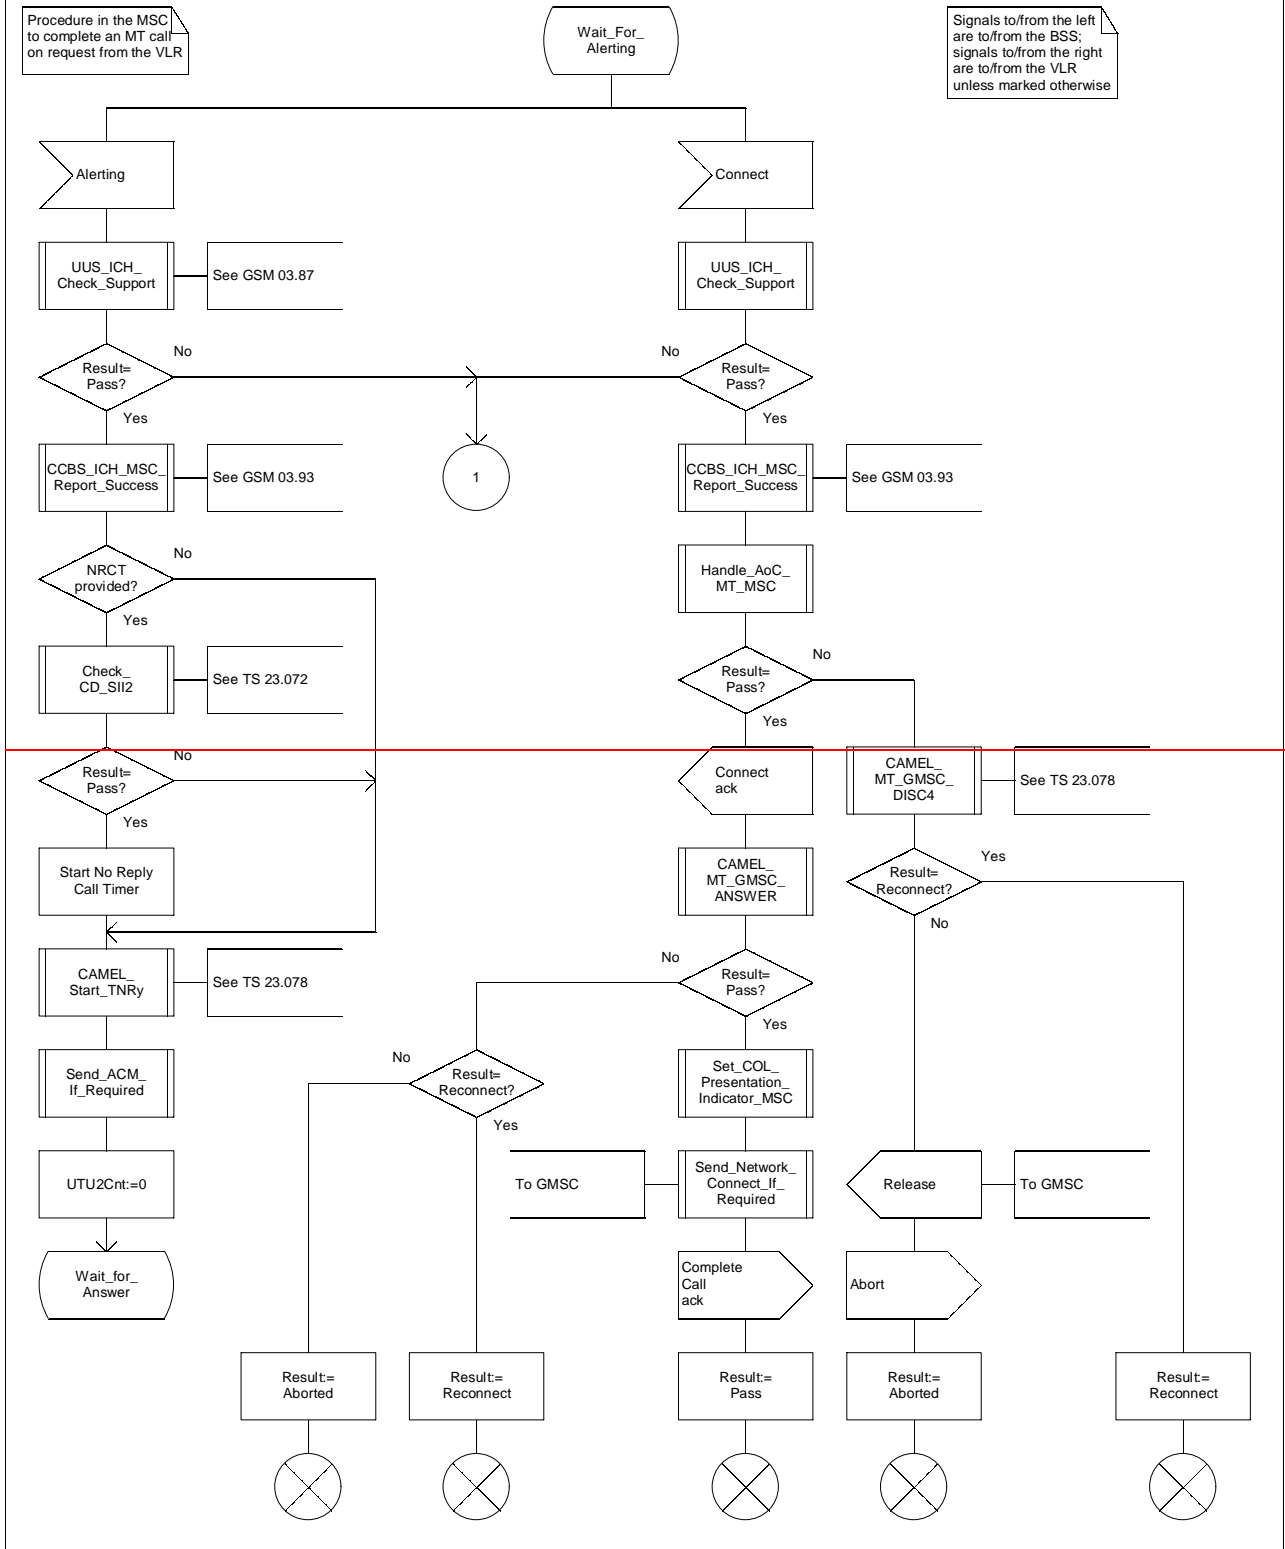 Procedure in the MSC
to complete an MT call
on request from the VLR
Wait_For_
Alerting
Signals to/from the left
are to/from the BSS;
signals to/from the right
are to/from the VLR
unless marked otherwise
Alerting
Connect
UUS_ICH_
Check_Support
See GSM 03.87
UUS_ICH_
Check_Support
No
Result=
Pass?
Yes
No
Result=
Pass?
Yes
CCBS_ICH_MSC_
Report_Success
See GSM 03.93
1
CCBS_ICH_MSC_
Report_Success
See GSM 03.93
No
NRCT
provided?
Yes
Handle_AoC_
MT_MSC
Check_
CD_SII2
See TS 23.072
No
Result=
Pass?
Yes
No
Result=
Pass?
Yes
Connect
ack
CAMEL_
MT_GMSC_
DISC4
See TS 23.078
Start No Reply
Call Timer
CAMEL_
MT_GMSC_
ANSWER
Yes
Result=
Reconnect?
No
CAMEL_
Start_TNRy
See TS 23.078
No
Result=
Pass?
Yes
Send_ACM_
If_Required
No
Result=
Reconnect?
Yes
Set_COL_
Presentation_
Indicator_MSC
UTU2Cnt:=0
To GMSC
Send_Network_
Connect_If_
Required
Release
To GMSC
Wait_for_
Answer
Complete
Call
ack
Abort
Result:=
Aborted
Result:=
Reconnect
Result:=
Pass
Result:=
Aborted
Result:=
Reconnect